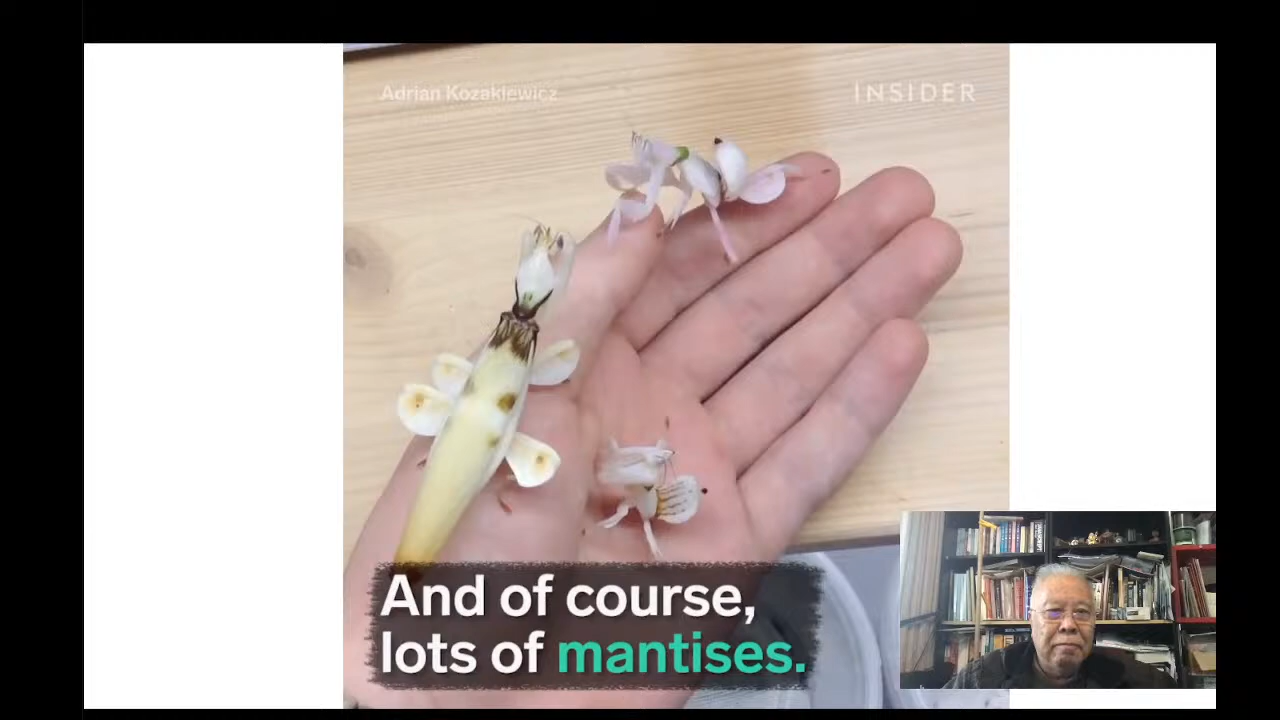 Adrian Kozakiewicz
INSIDER
And of course,
lots of mantises.